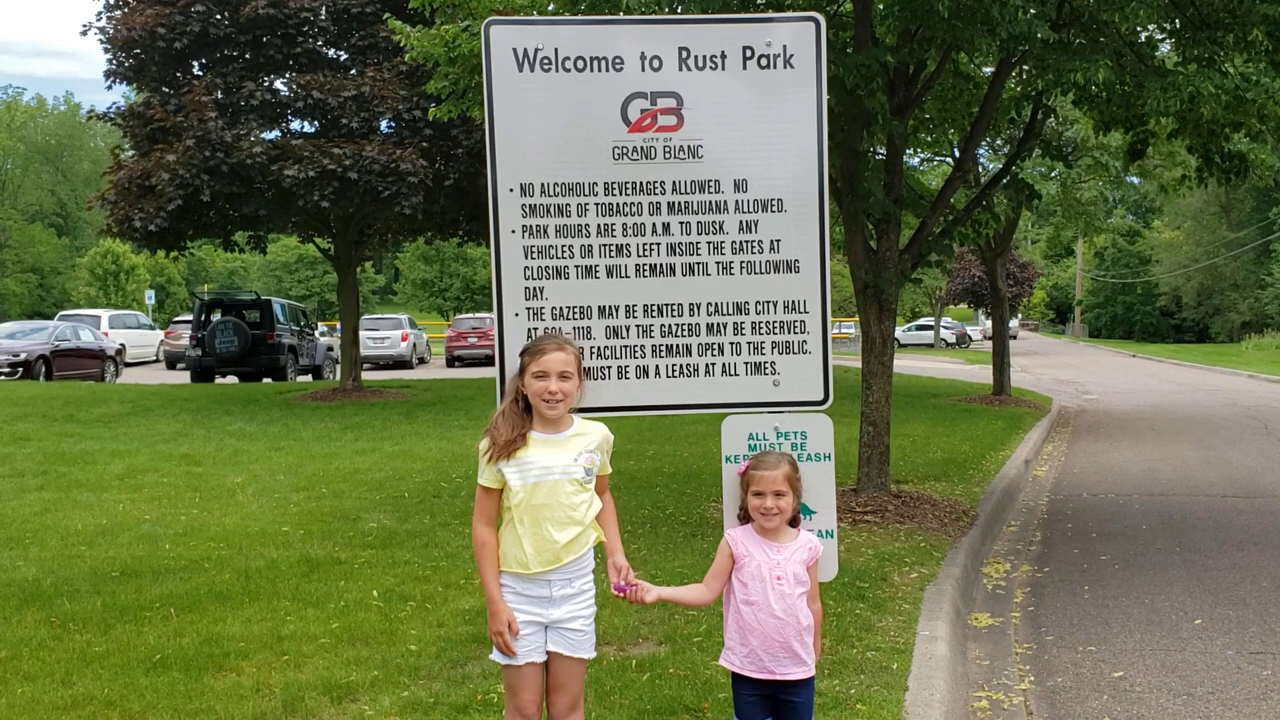 Welcome to Rust Park
GB
CITY OF
GRAND BLANC
• NO ALCOHOLIC BEVERAGES ALLOWED. NO
SMOKING OF TOBACCO OR MARIJUANA ALLOWED.
• PARK HOURS ARE 8:00 A.M. TO DUSK. ANY
VEHICLES OR ITEMS LEFT INSIDE THE GATES AT
CLOSING TIME WILL REMAIN UNTIL THE FOLLOWING
DAY.
• THE GAZEBO MAY BE RENTED BY CALLING CITY HALL
AT 694-1118. ONLY THE GAZEBO MAY BE RESERVED,
FACILITIES REMAIN OPEN TO THE PUBLIC.
MUST BE ON A LEASH AT ALL TIMES.
ALL PETS
MUST BE
LEASH